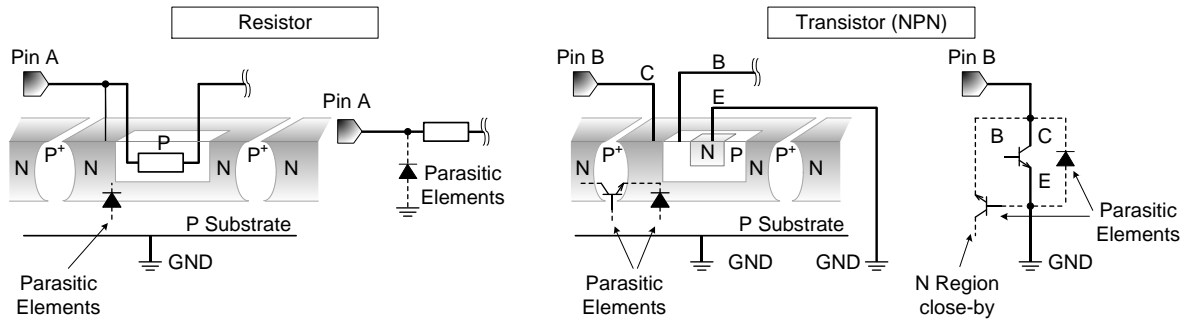 Resistor
Transistor (NPN)
Pin A
Pin A
N
P+
N
P
P+
N
N
Parasitic
Elements
P Substrate
GND
Parasitic
Elements
Pin B
C
B
E
N
P+
N
N
P
P+
N
N
P Substrate
GND
GND
Parasitic
Elements
Pin B
B
C
E
Parasitic
Elements
GND
N Region
close-by